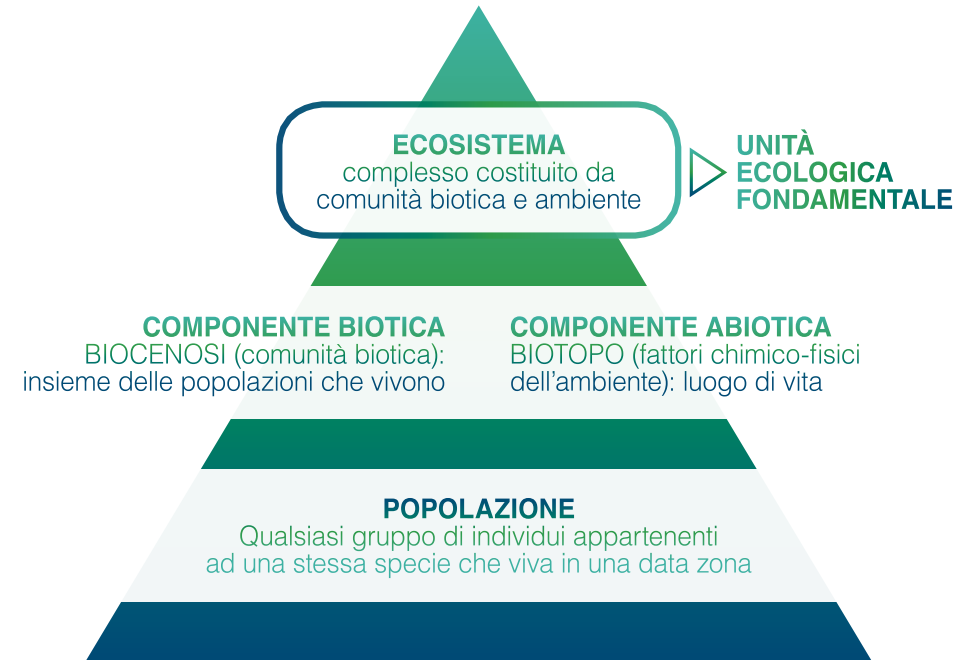 ECOSISTEMA
complesso costituito da
comunità biotica e ambiente
UNITÀ
ECOLOGICA
FONDAMENTALE
COMPONENTE BIOTICA
BIOCENOSI (comunità biotica):
insieme delle popolazioni che vivono
COMPONENTE ABIOTICA
BIOTOPO (fattori chimico-fisici
dell'ambiente): luogo di vita
POPOLAZIONE
Qualsiasi gruppo di individui appartenenti
ad una stessa specie che viva in una data zona